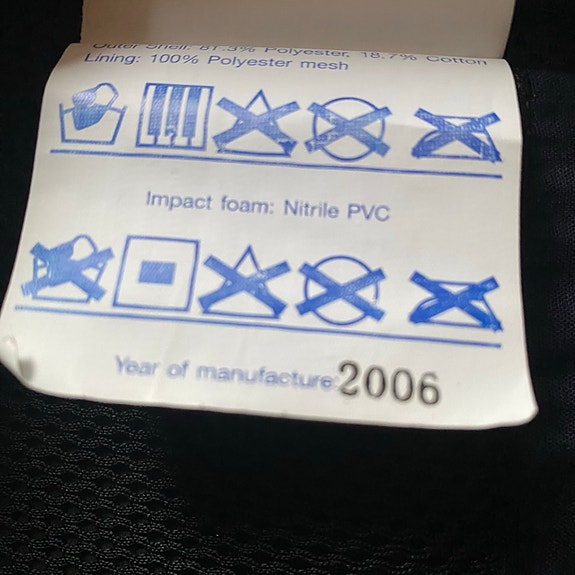 Outer Shell: 81.3% Polyester, 18.7% Cotton
Lining: 100% Polyester mesh
Impact foam: Nitrile PVC
Year of manufacture:2006